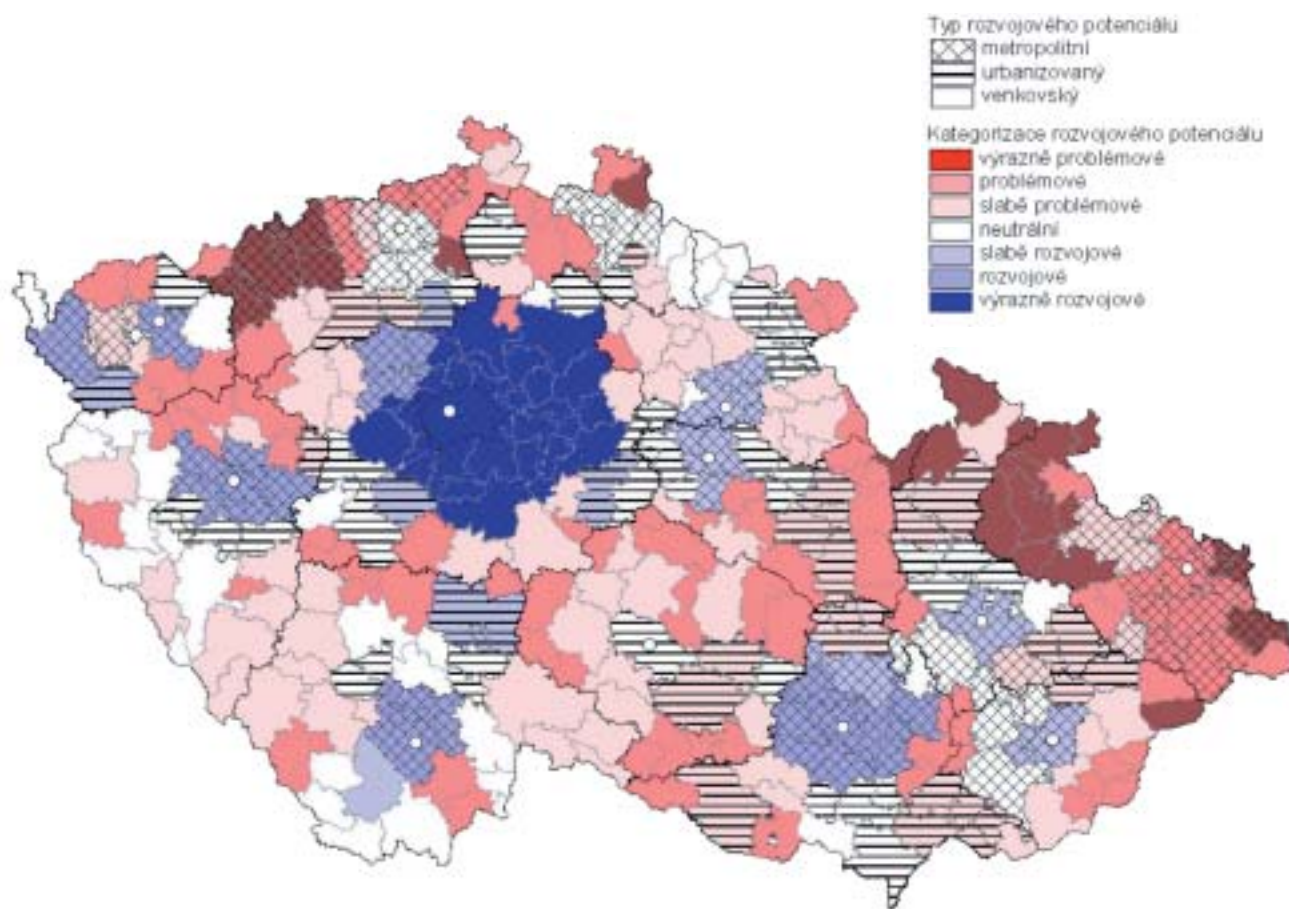 Typ rozvojového potenciálu
metropolitní
urbanizovaný
venkovský
Kategorizace rozvojového potenciálu
výrazně problémové
problémové
slabě problémové
neutrální
slabě rozvojové
rozvojové
výrazně rozvojové